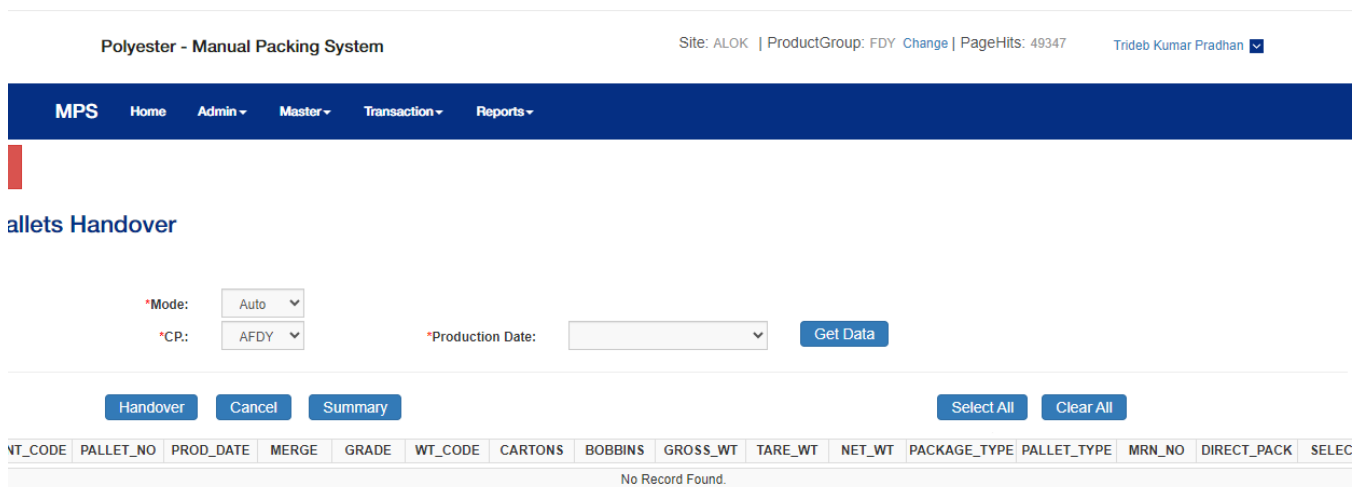 Polyester - Manual Packing System Site: ALOK | ProductGroup: FDY Change | PageHits: 49347 Trideb Kumar Pradhan
MPS Home Admin Master Transaction Reports
allets Handover
*Mode: Auto
*CP.: AFDY *Production Date: Get Data
Handover Cancel Summary Select All Clear All
NT_CODE PALLET_NO PROD_DATE MERGE GRADE WT_CODE CARTONS BOBBINS GROSS_WT TARE_WT NET_WT PACKAGE_TYPE PALLET_TYPE MRN_NO DIRECT_PACK SELEC
No Record Found.